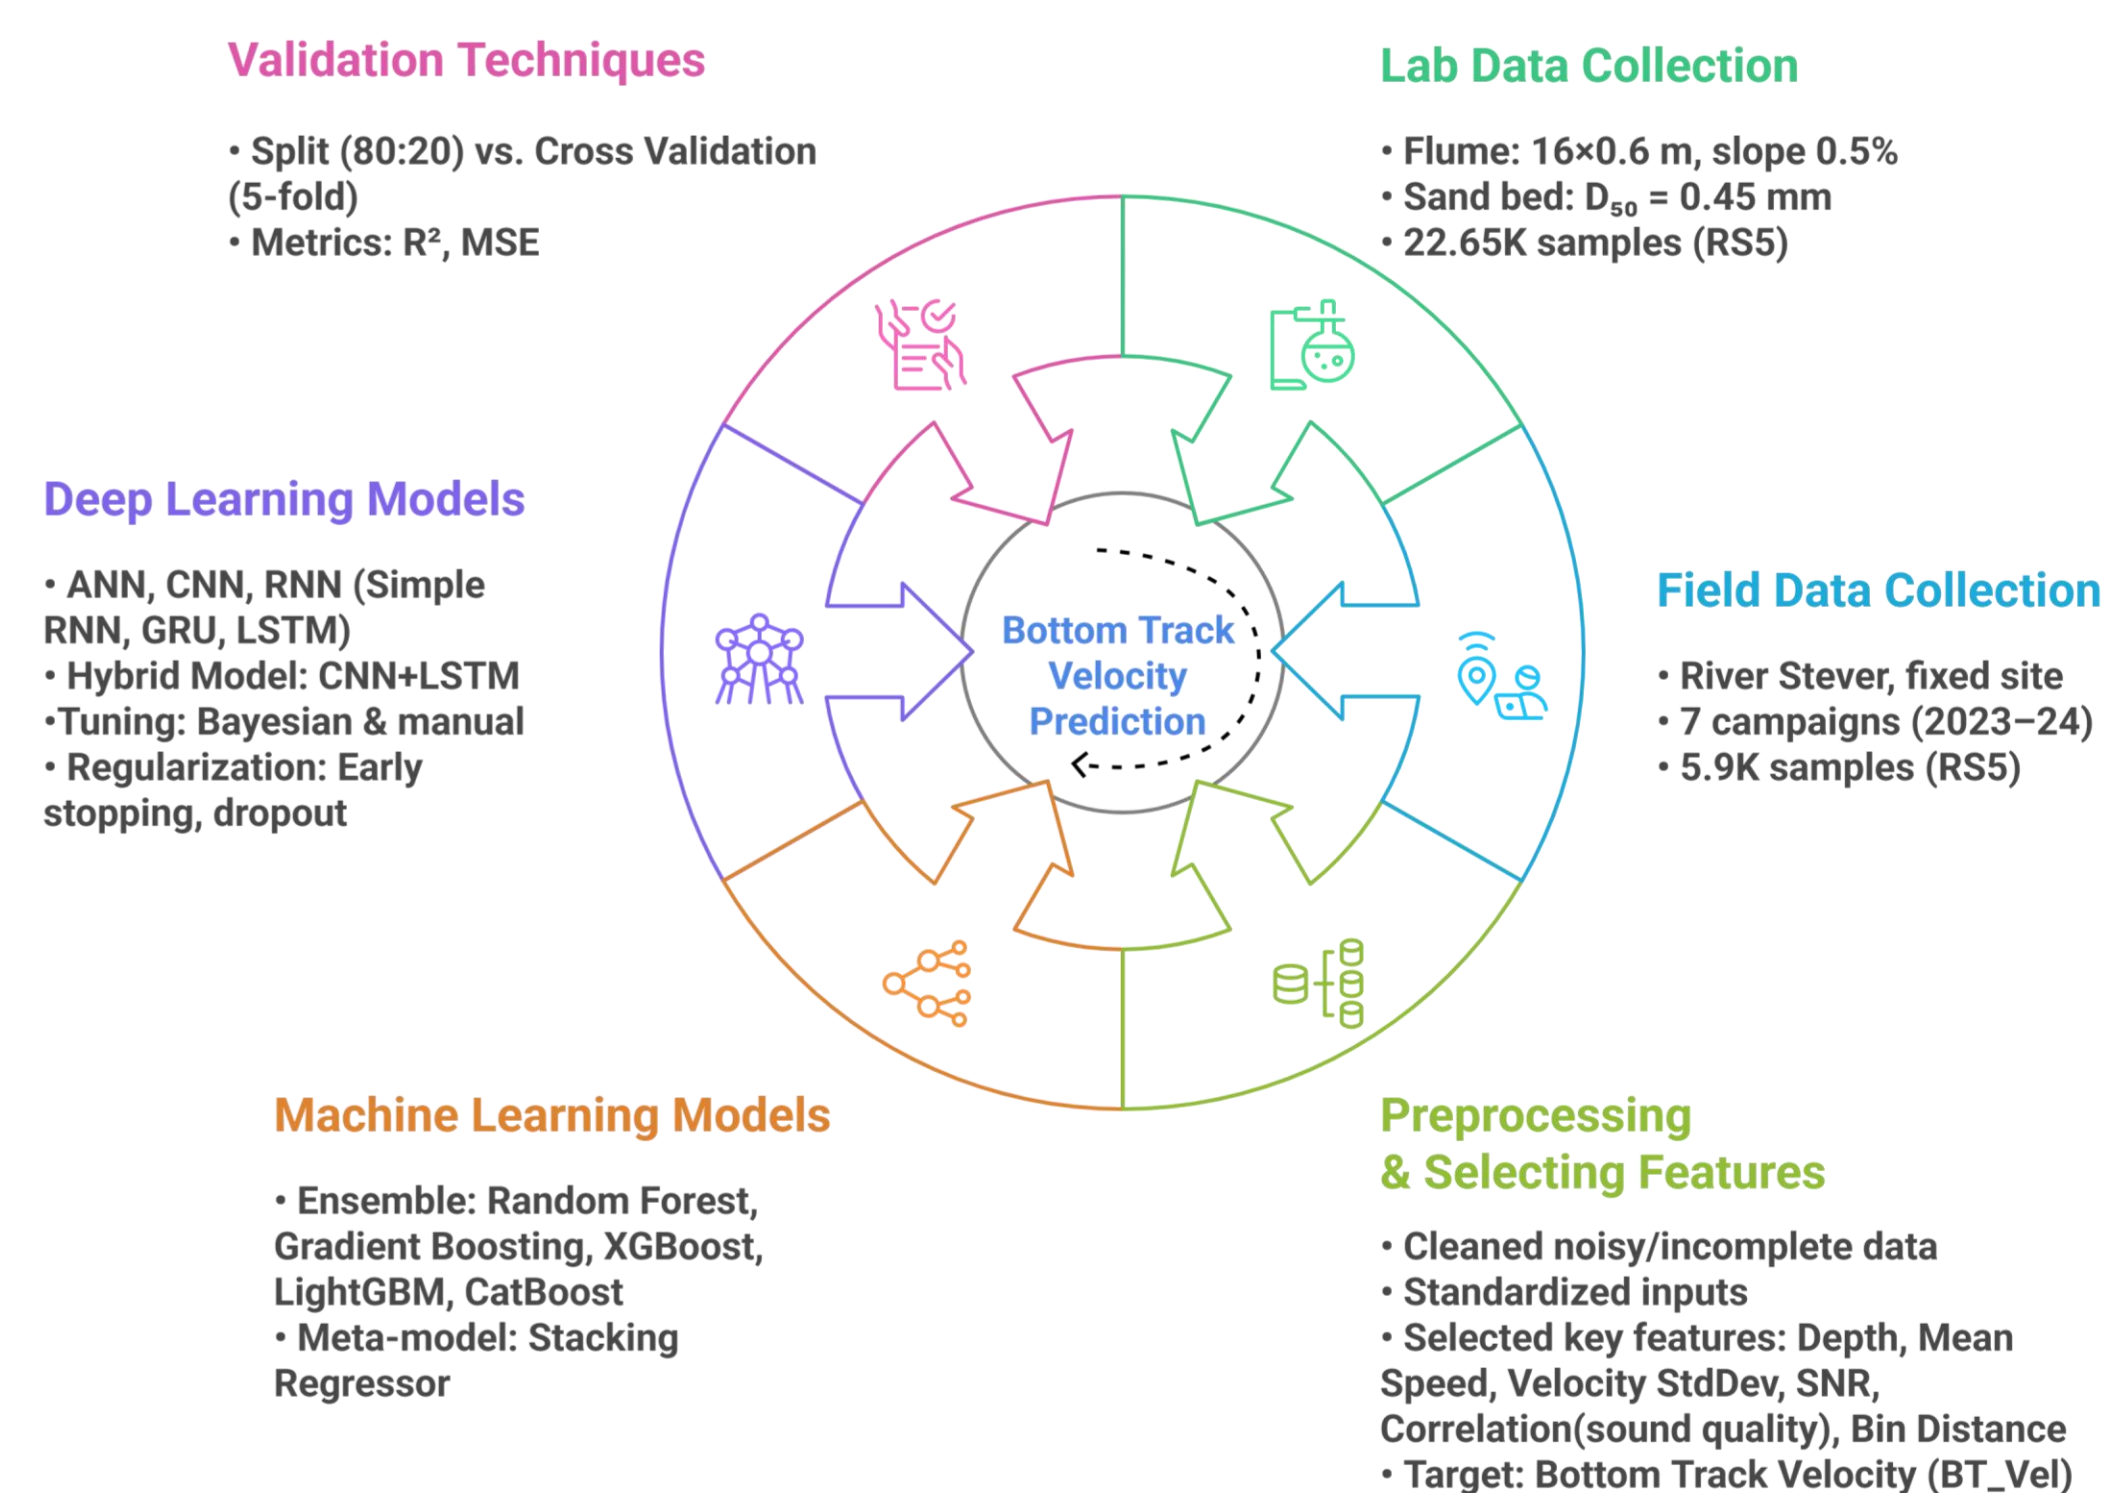 Validation Techniques
• Split (80:20) vs. Cross Validation
(5-fold)
• Metrics: R², MSE
Lab Data Collection
• Flume: 16×0.6 m, slope 0.5%
• Sand bed: D₅₀ = 0.45 mm
• 22.65K samples (RS5)
Deep Learning Models
• ANN, CNN, RNN (Simple
RNN, GRU, LSTM)
• Hybrid Model: CNN+LSTM
•Tuning: Bayesian & manual
• Regularization: Early
stopping, dropout
Bottom Track
Velocity
Prediction
Field Data Collection
• River Stever, fixed site
• 7 campaigns (2023–24)
• 5.9K samples (RS5)
Machine Learning Models
• Ensemble: Random Forest,
Gradient Boosting, XGBoost,
LightGBM, CatBoost
• Meta-model: Stacking
Regressor
Preprocessing
& Selecting Features
• Cleaned noisy/incomplete data
• Standardized inputs
• Selected key features: Depth, Mean
Speed, Velocity StdDev, SNR,
Correlation(sound quality), Bin Distance
• Target: Bottom Track Velocity (BT_Vel)